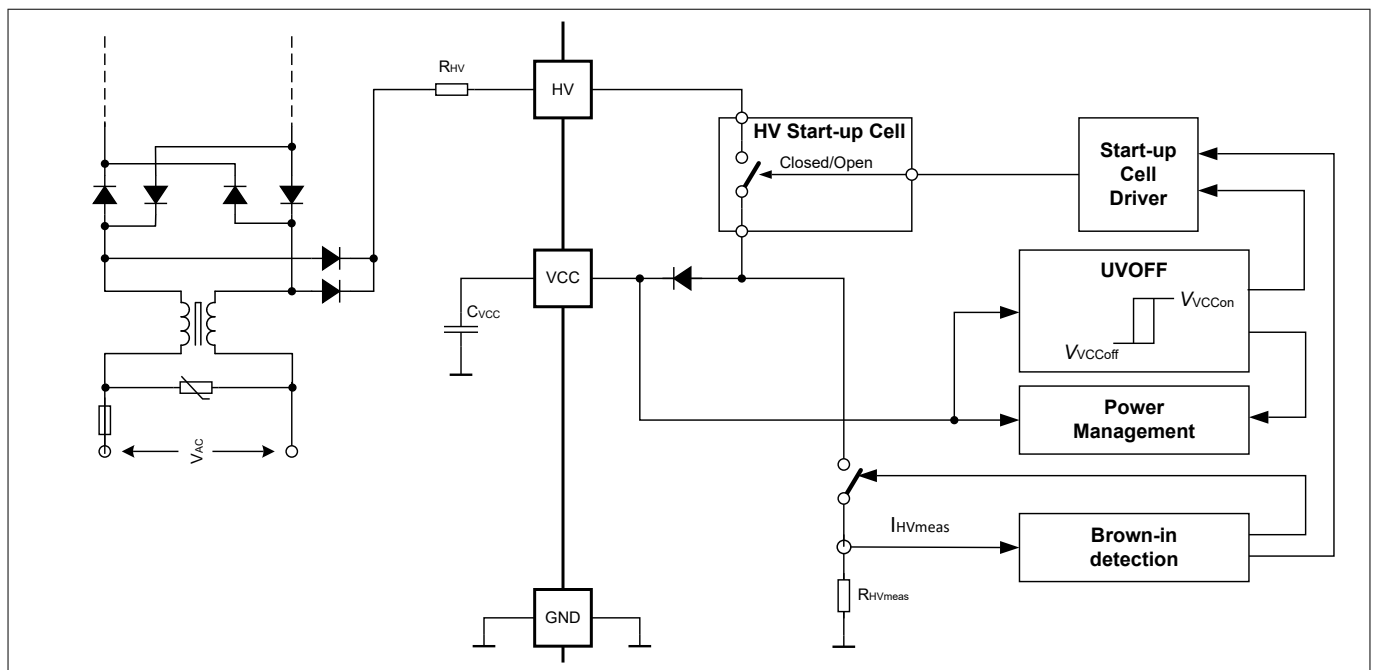 RHV
HV
HV Start-up Cell
Closed/Open
Start-up
Cell
Driver
VCC
CVCC
UVOFF
VVCCon
VVCCoff
Power
Management
VAC
IHVmeas
Brown-in
detection
RHVmeas
GND